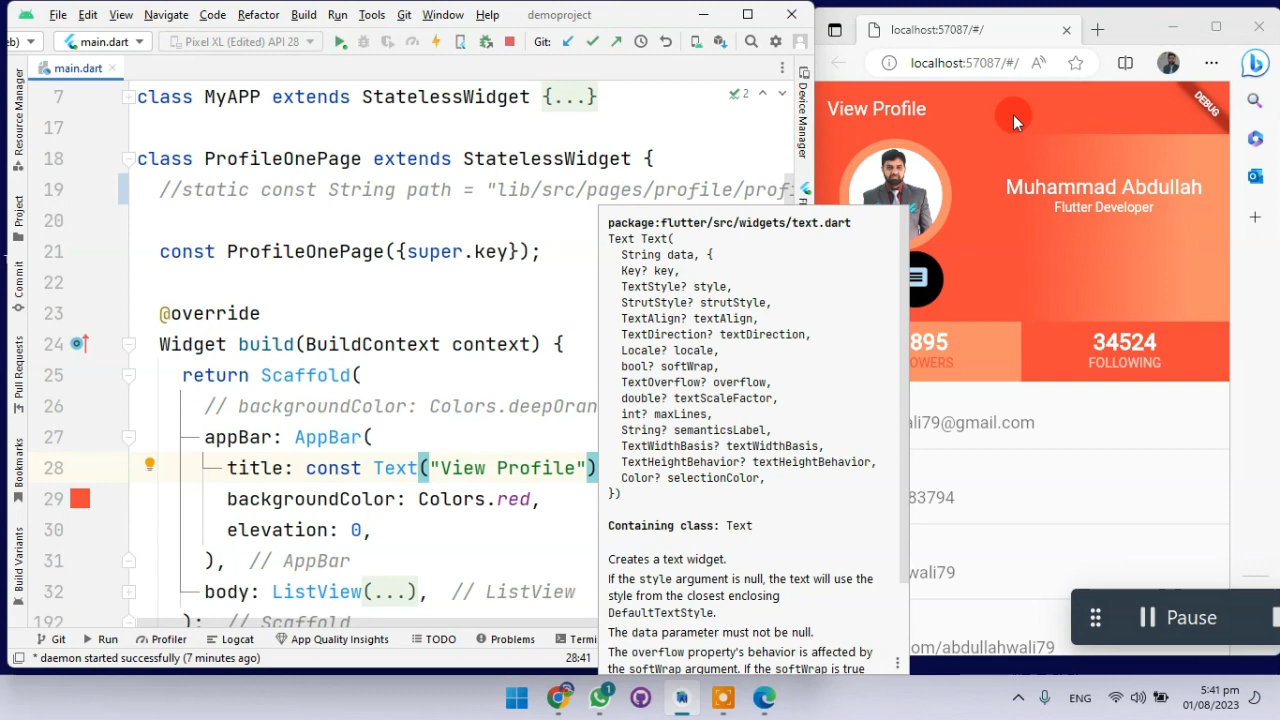 File Edit View Navigate Code Refactor Build Run Tools Git Window Help demoproject
eb) main.dart Pixel XL (Edited) API 28 Git:
main.dart
Resource Manager
Project
Commit
Pull Requests
Bookmarks
Build Variants
7 class MyAPP extends StatelessWidget {...}
2
17
18 class ProfileOnePage extends StatelessWidget {
19 //static const String path = "lib/src/pages/profile/prof
20
21 const ProfileOnePage({super.key});
22
23 @override
24 Widget build(BuildContext context) {
25 return Scaffold(
26 // backgroundColor: Colors.deepOran
27 appBar: AppBar(
28 title: const Text("View Profile")
29 backgroundColor: Colors.red,
30 elevation: 0,
31 ), // AppBar
32 body: ListView(...), // ListView
192 ); // Scaffold
Device Manager
package:flutter/src/widgets/text.dart
Text Text(
String data, {
Key? key,
TextStyle? style,
StrutStyle? strutStyle,
TextAlign? textAlign,
TextDirection? textDirection,
Locale? locale,
bool? softWrap,
TextOverflow? overflow,
double? textScaleFactor,
int? maxLines,
String? semanticsLabel,
TextWidthBasis? textWidthBasis,
TextHeightBehavior? textHeightBehavior,
Color? selectionColor,
})
Containing class: Text
Creates a text widget.
If the style argument is null, the text will use the
style from the closest enclosing
DefaultTextStyle.
The data parameter must not be null.
The overflow property's behavior is affected by
the softWrap argument. If the softWrap is true
Git Run Profiler Logcat App Quality Insights TODO Problems Termi
* daemon started successfully (7 minutes ago) 28:41
localhost:57087/#/
localhost:57087/#/
View Profile
DEBUG
Muhammad Abdullah
Flutter Developer
895
OWERS
34524
FOLLOWING
ali79@gmail.com
83794
wali79
om/abdullahwali79
Pause
1
ENG
5:41 pm
01/08/2023